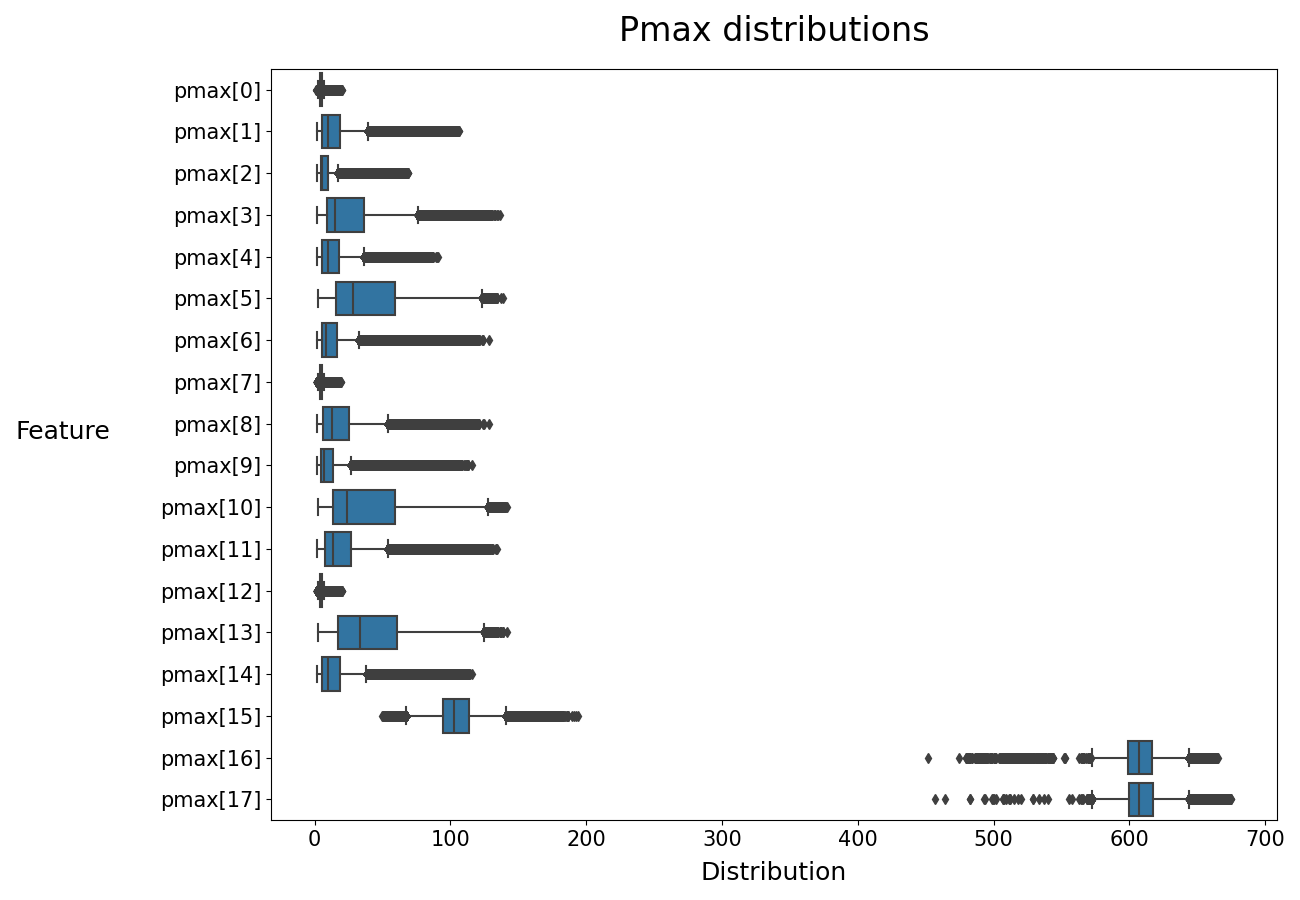 Pmax distributions
pmax[0]
pmax[1]
pmax[2]
pmax[3]
pmax[4]
pmax[5]
pmax[6]
pmax[7]
pmax[8]
Feature
pmax[9]
pmax[10]
pmax[11]
pmax[12]
pmax[13]
pmax[14]
pmax[15]
pmax[16]
pmax[17]
0 100 200 300 400 500 600 700
Distribution